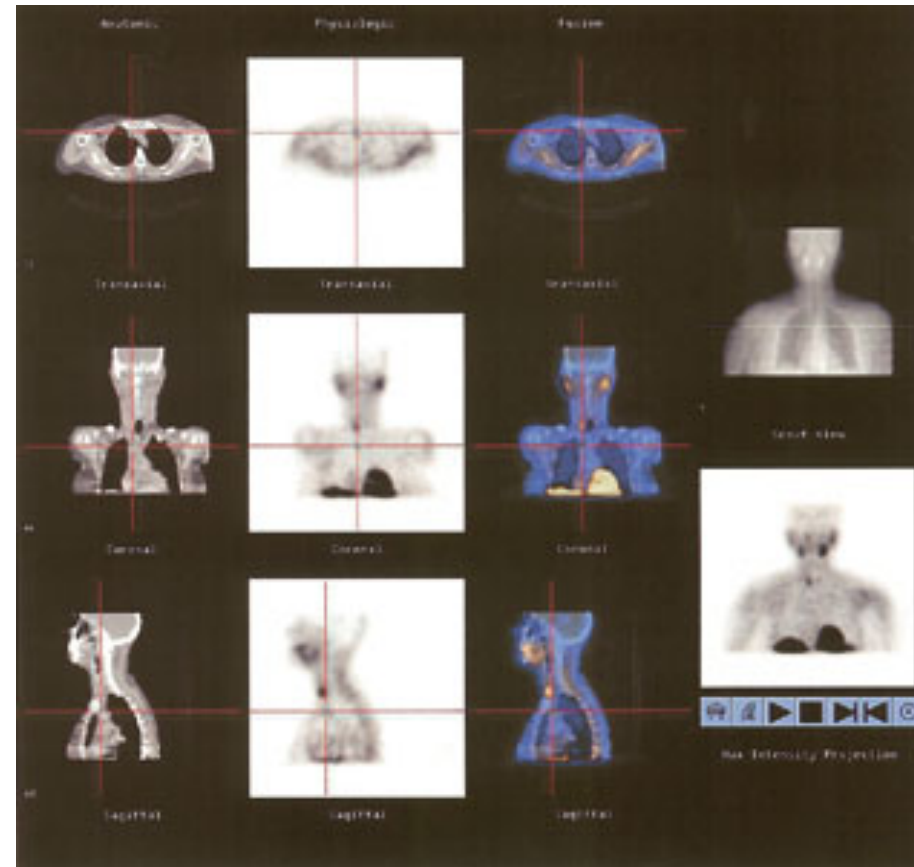 Anatomic Physiologic Fusion
Transaxial Transaxial Transaxial
Scout View
Coronal Coronal Coronal
Max Intensity Projection
Sagittal Sagittal Sagittal